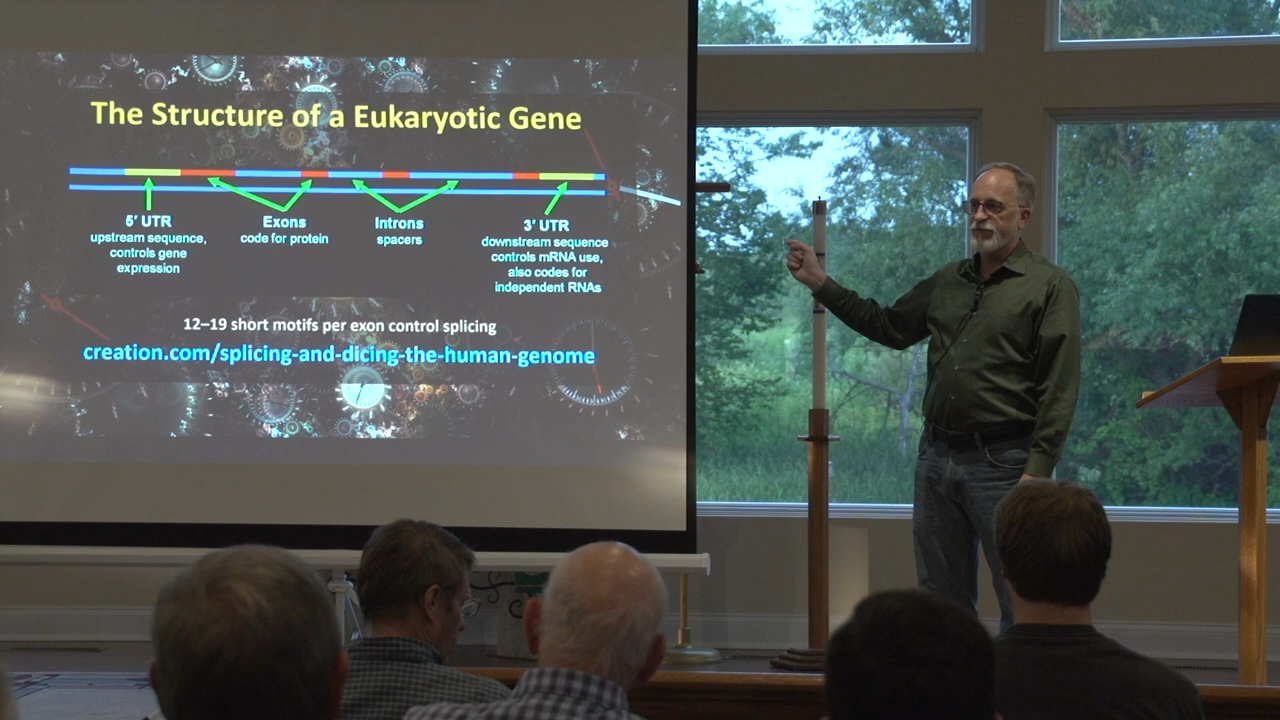 The Structure of a Eukaryotic Gene
5′ UTR
upstream sequence,
controls gene
expression
Exons
code for protein
Introns
spacers
3′ UTR
downstream sequence
controls mRNA use,
also codes for
independent RNAs
12–19 short motifs per exon control splicing
creation.com/splicing-and-dicing-the-human-genome